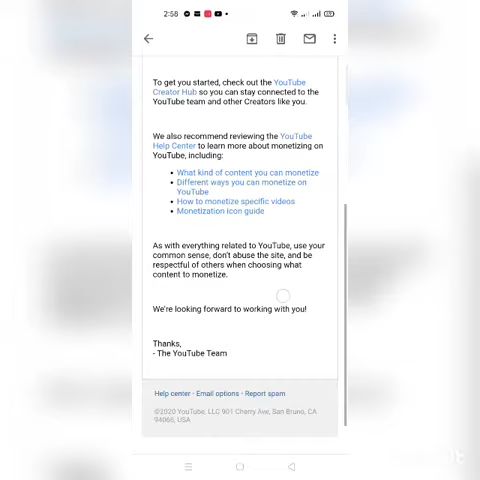 2:58
To get you started, check out the YouTube
Creator Hub so you can stay connected to the
YouTube team and other Creators like you.
We also recommend reviewing the YouTube
Help Center to learn more about monetizing on
YouTube, including:
• What kind of content you can monetize
• Different ways you can monetize on
YouTube
• How to monetize specific videos
• Monetization icon guide
As with everything related to YouTube, use your
common sense, don't abuse the site, and be
respectful of others when choosing what
content to monetize.
We're looking forward to working with you!
Thanks,
- The YouTube Team
Help center • Email options • Report spam
©2020 YouTube, LLC 901 Cherry Ave, San Bruno, CA
94066, USA